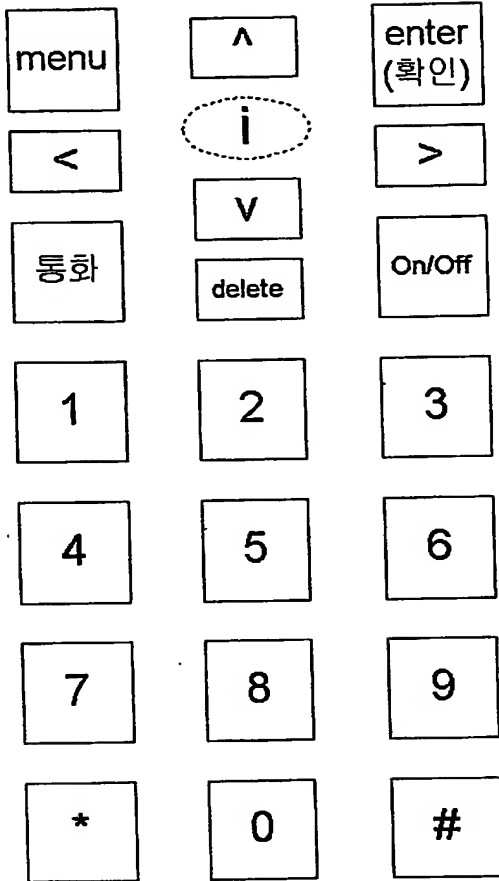 menu
^
enter
(확인)
i
<
>
v
통화
delete
On/Off
1
2
3
4
5
6
7
8
9
*
0
#